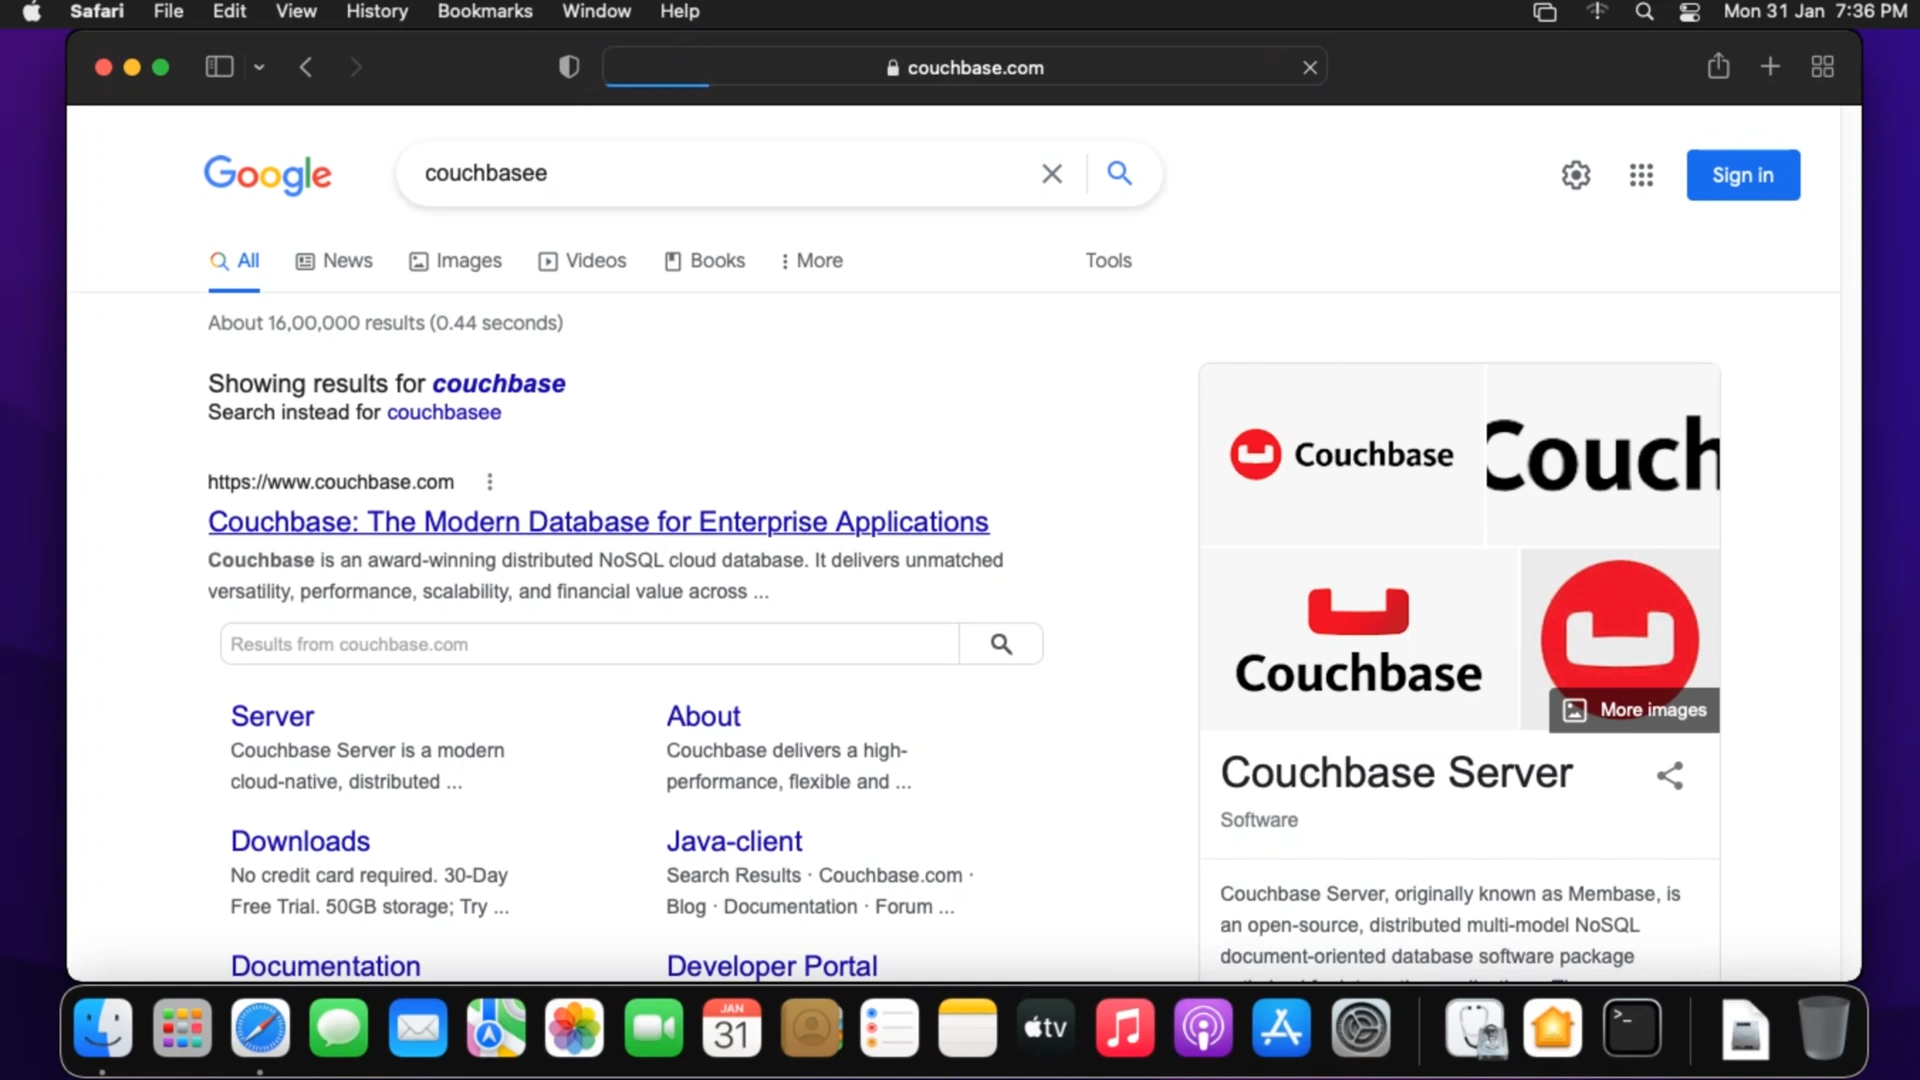 Safari File Edit View History Bookmarks Window Help Mon 31 Jan 7:36 PM
couchbase.com
Google couchbasee Sign in
All News Images Videos Books More Tools
About 16,00,000 results (0.44 seconds)
Showing results for couchbase
Search instead for couchbasee
https://www.couchbase.com
Couchbase: The Modern Database for Enterprise Applications
Couchbase is an award-winning distributed NoSQL cloud database. It delivers unmatched
versatility, performance, scalability, and financial value across ...
Results from couchbase.com
Server
Couchbase Server is a modern
cloud-native, distributed ...
About
Couchbase delivers a high-
performance, flexible and ...
Downloads
No credit card required. 30-Day
Free Trial. 50GB storage; Try ...
Java-client
Search Results · Couchbase.com ·
Blog · Documentation · Forum ...
Documentation
Developer Portal
Couchbase
Couch
Couchbase
More images
Couchbase Server
Software
Couchbase Server, originally known as Membase, is
an open-source, distributed multi-model NoSQL
document-oriented database software package
JAN
31
tv
>_